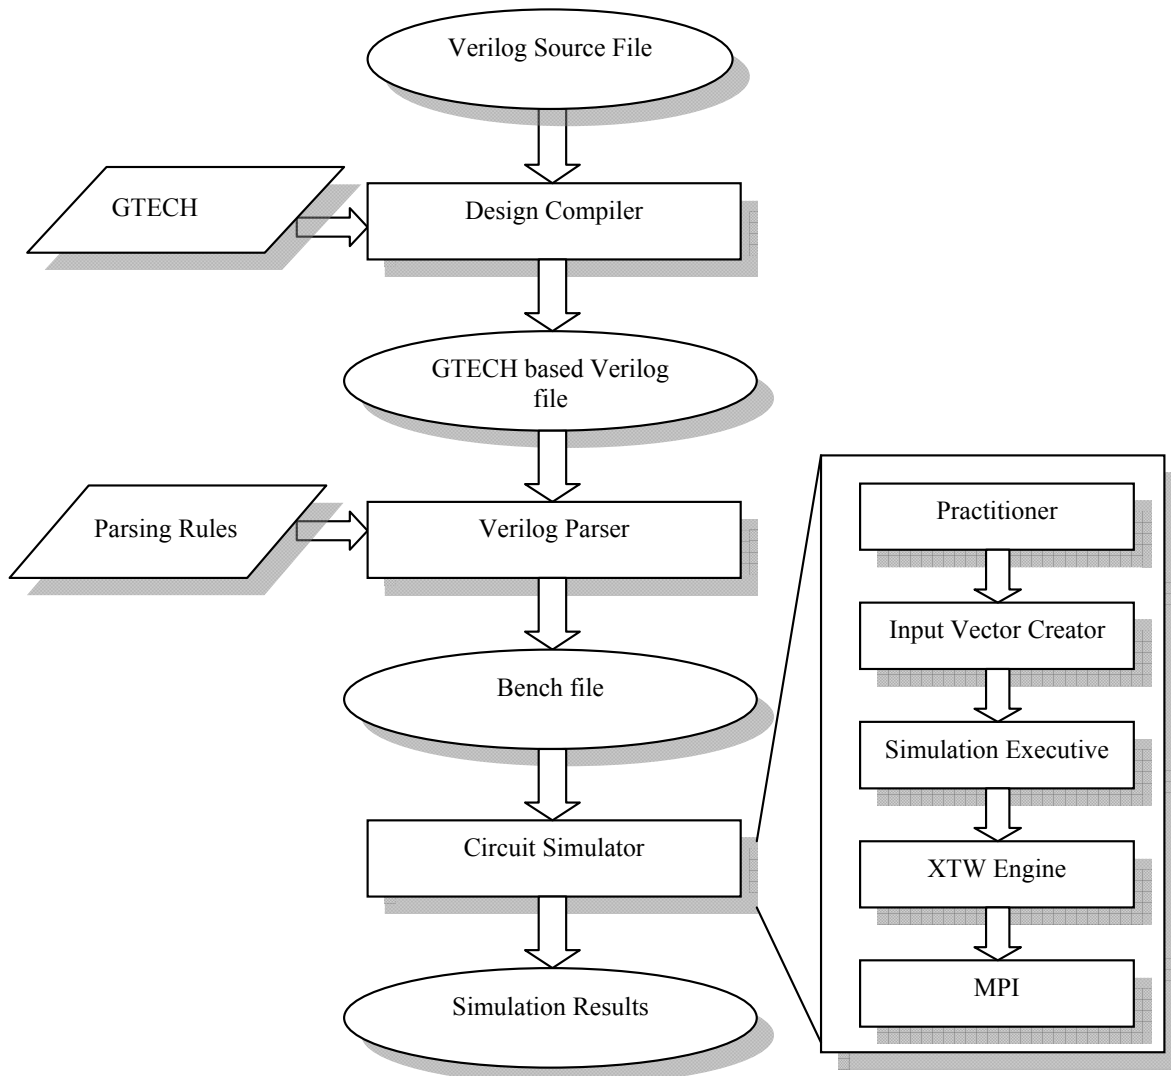 Verilog Source File
GTECH
Design Compiler
GTECH based Verilog
file
Parsing Rules
Verilog Parser
Bench file
Circuit Simulator
Simulation Results
Practitioner
Input Vector Creator
Simulation Executive
XTW Engine
MPI